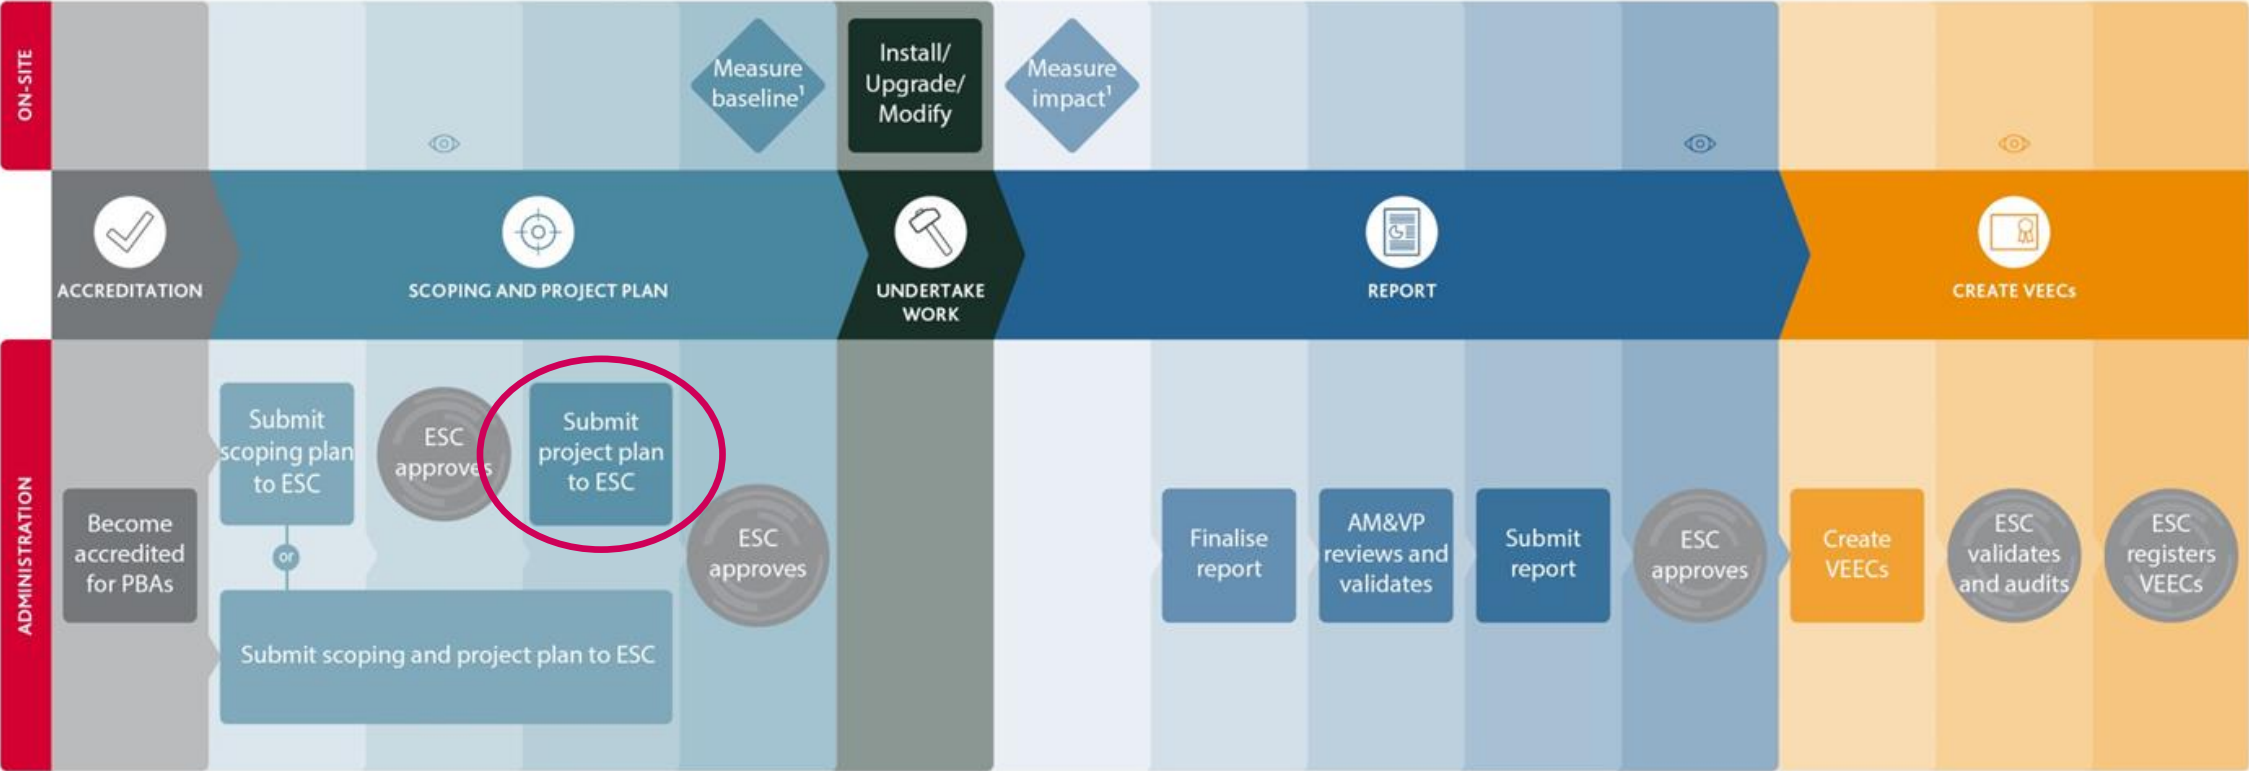 ON-SITE
Measure
baseline¹
Install/
Upgrade/
Modify
Measure
impact¹
ACCREDITATION
SCOPING AND PROJECT PLAN
UNDERTAKE
WORK
REPORT
CREATE VEECs
ADMINISTRATION
Become
accredited
for PBAs
Submit
scoping plan
to ESC
or
Submit scoping and project plan to ESC
ESC
approves
Submit
project plan
to ESC
ESC
approves
Finalise
report
AM&VP
reviews and
validates
Submit
report
ESC
approves
Create
VEECs
ESC
validates
and audits
ESC
registers
VEECs